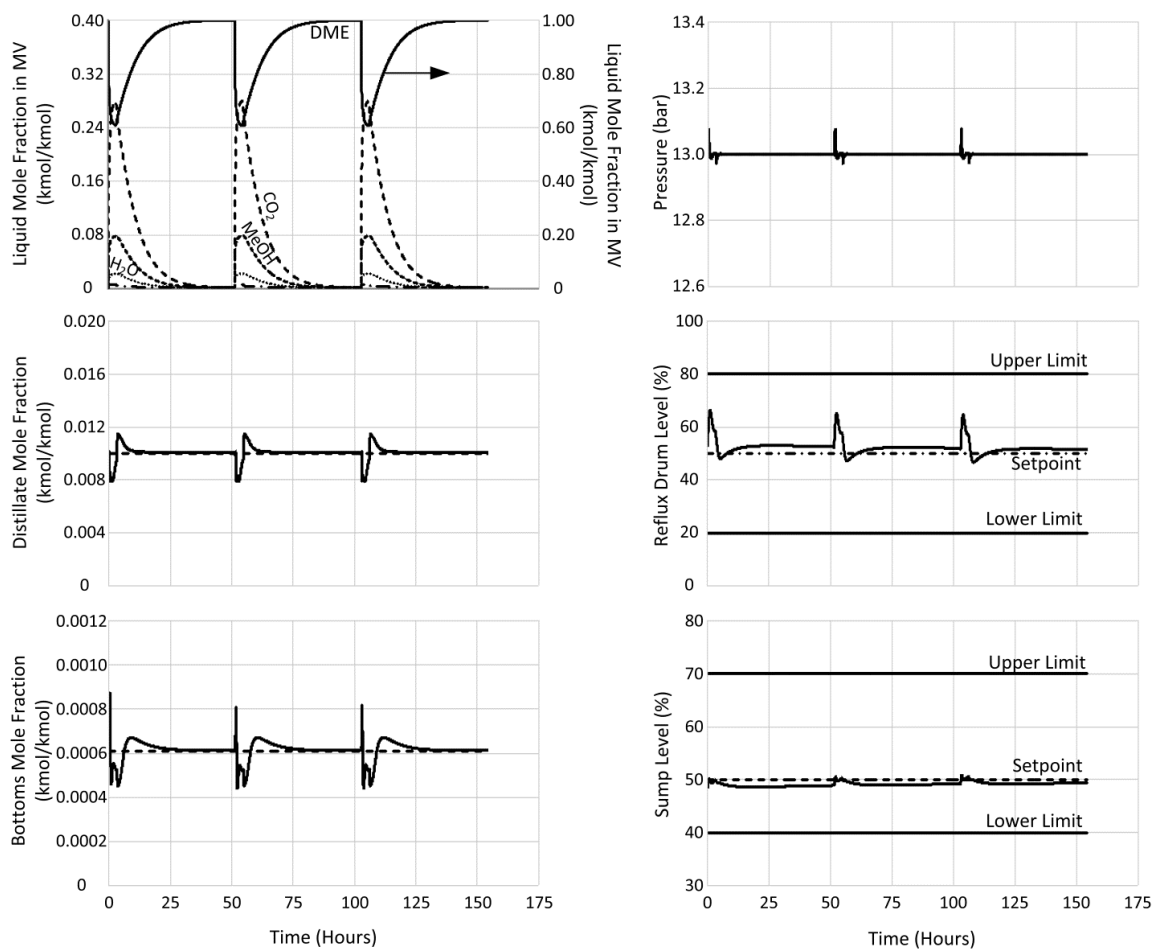 Liquid Mole Fraction in MV
(kmol/kmol)
0.40
0.32
0.24
0.16
0.08
0
DME
CO2
MeOH
H2O
1.00
0.80
0.60
0.40
0.20
0
Liquid Mole Fraction in MV
(kmol/kmol)
Pressure (bar)
13.4
13.2
13.0
12.8
12.6
Distillate Mole Fraction
(kmol/kmol)
0.020
0.016
0.012
0.008
0.004
0
Reflux Drum Level (%)
100
80
60
40
20
0
Upper Limit
Setpoint
Lower Limit
Bottoms Mole Fraction
(kmol/kmol)
0.0012
0.0010
0.0008
0.0006
0.0004
0.0002
0
0 25 50 75 100 125 150 175
Time (Hours)
Sump Level (%)
80
70
60
50
40
30
Upper Limit
Setpoint
Lower Limit
0 25 50 75 100 125 150 175
Time (Hours)